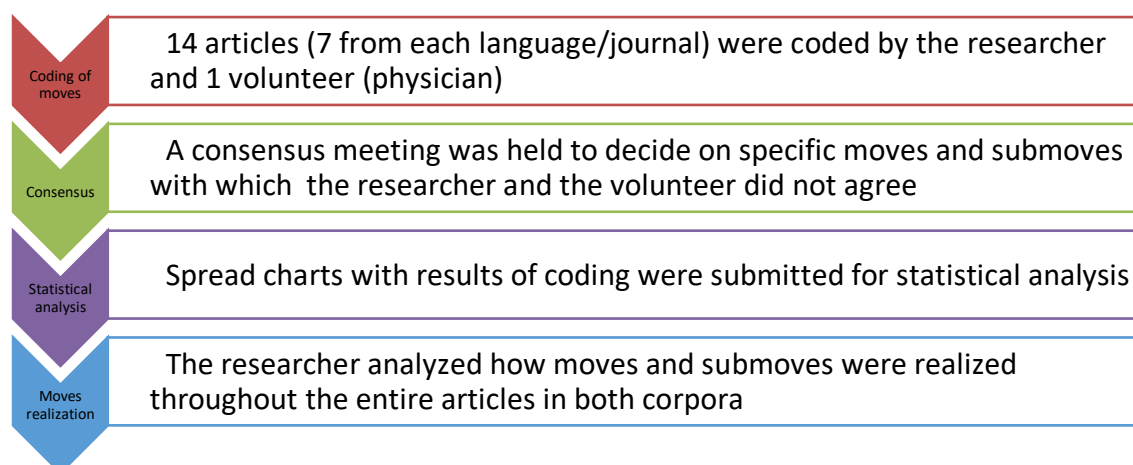 Coding of
moves
14 articles (7 from each language/journal) were coded by the researcher
and 1 volunteer (physician)
Consensus
A consensus meeting was held to decide on specific moves and submoves
with which the researcher and the volunteer did not agree
Statistical
analysis
Spread charts with results of coding were submitted for statistical analysis
Moves
realization
The researcher analyzed how moves and submoves were realized
throughout the entire articles in both corpora